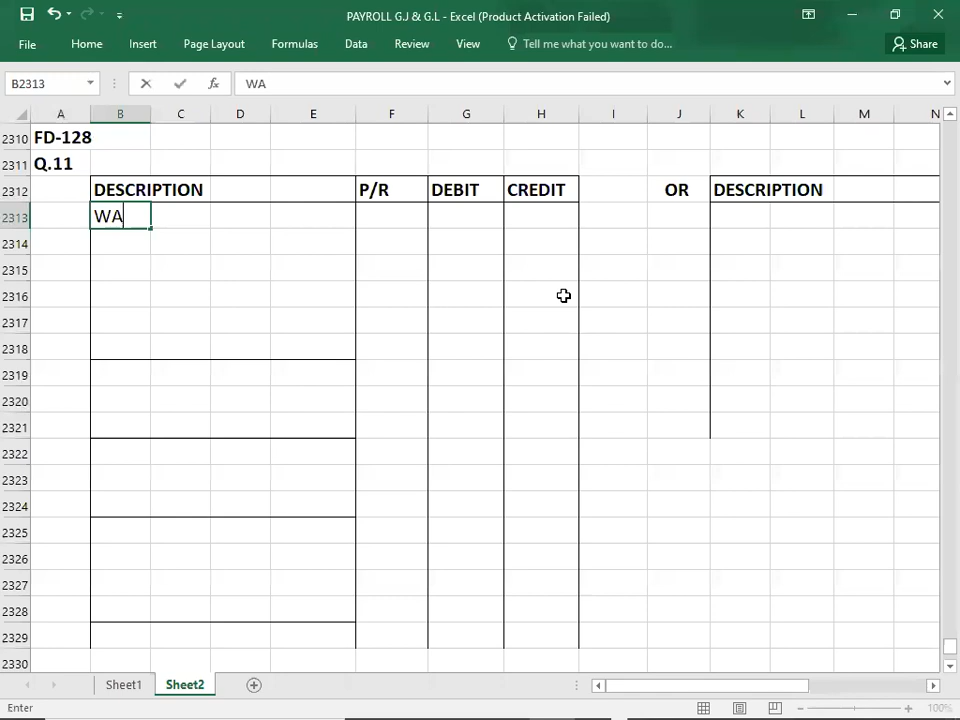 PAYROLL G.J & G.L - Excel (Product Activation Failed)
File Home Insert Page Layout Formulas Data Review View Tell me what you want to do... Share
B2313 fx WA
A B C D E F G H I J K L M N
2310 FD-128
2311 Q.11
2312 DESCRIPTION P/R DEBIT CREDIT OR DESCRIPTION
2313 WA
2314
2315
2316
2317
2318
2319
2320
2321
2322
2323
2324
2325
2326
2327
2328
2329
2330
Sheet1 Sheet2
Enter 100%